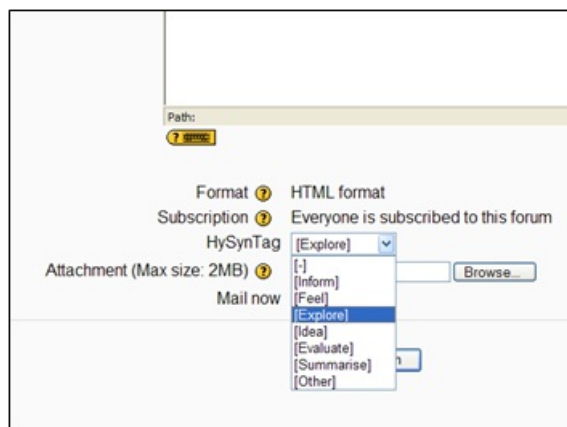 Path:
?
Format ? HTML format
Subscription ? Everyone is subscribed to this forum
HySynTag [Explore]
Attachment (Max size: 2MB) ? Browse...
Mail now
[-]
[Inform]
[Feel]
[Explore]
[Idea]
[Evaluate]
[Summarise]
[Other]